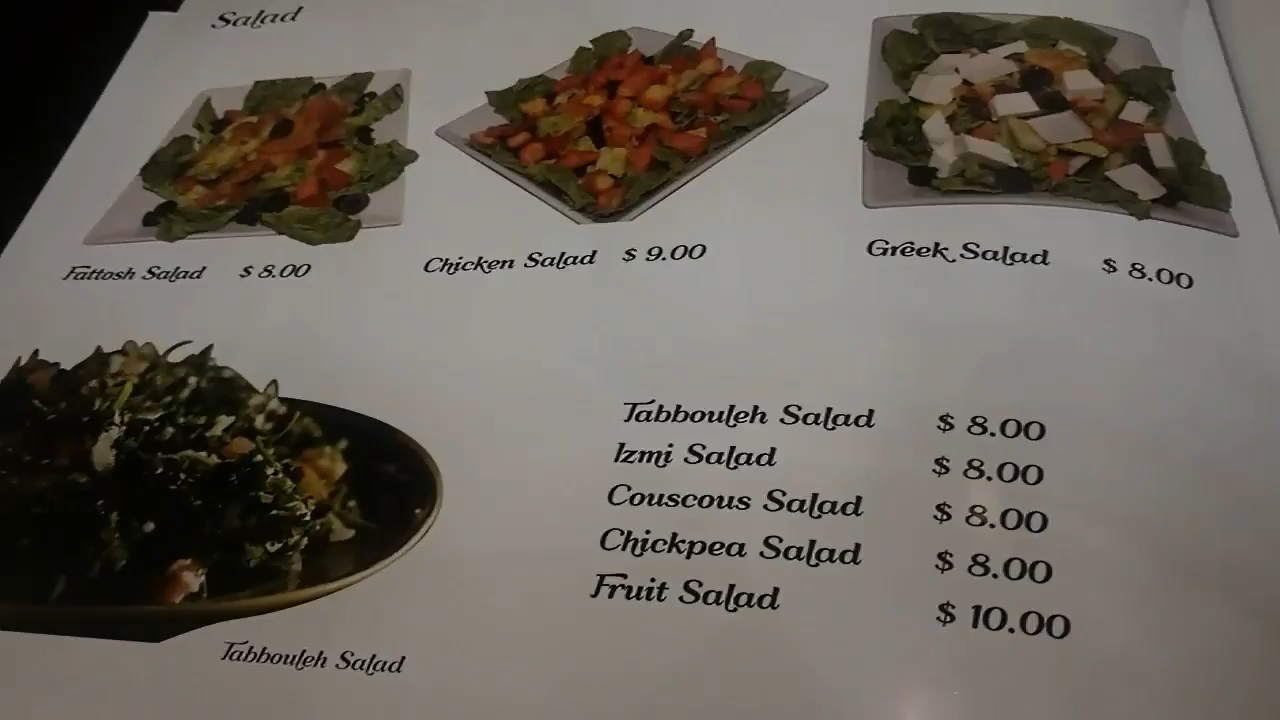 Salad
Fattosh Salad $ 8.00
Chicken Salad $ 9.00
Greek Salad $ 8.00
Tabbouleh Salad $ 8.00
Izmi Salad $ 8.00
Couscous Salad $ 8.00
Chickpea Salad $ 8.00
Fruit Salad $ 10.00
Tabbouleh Salad